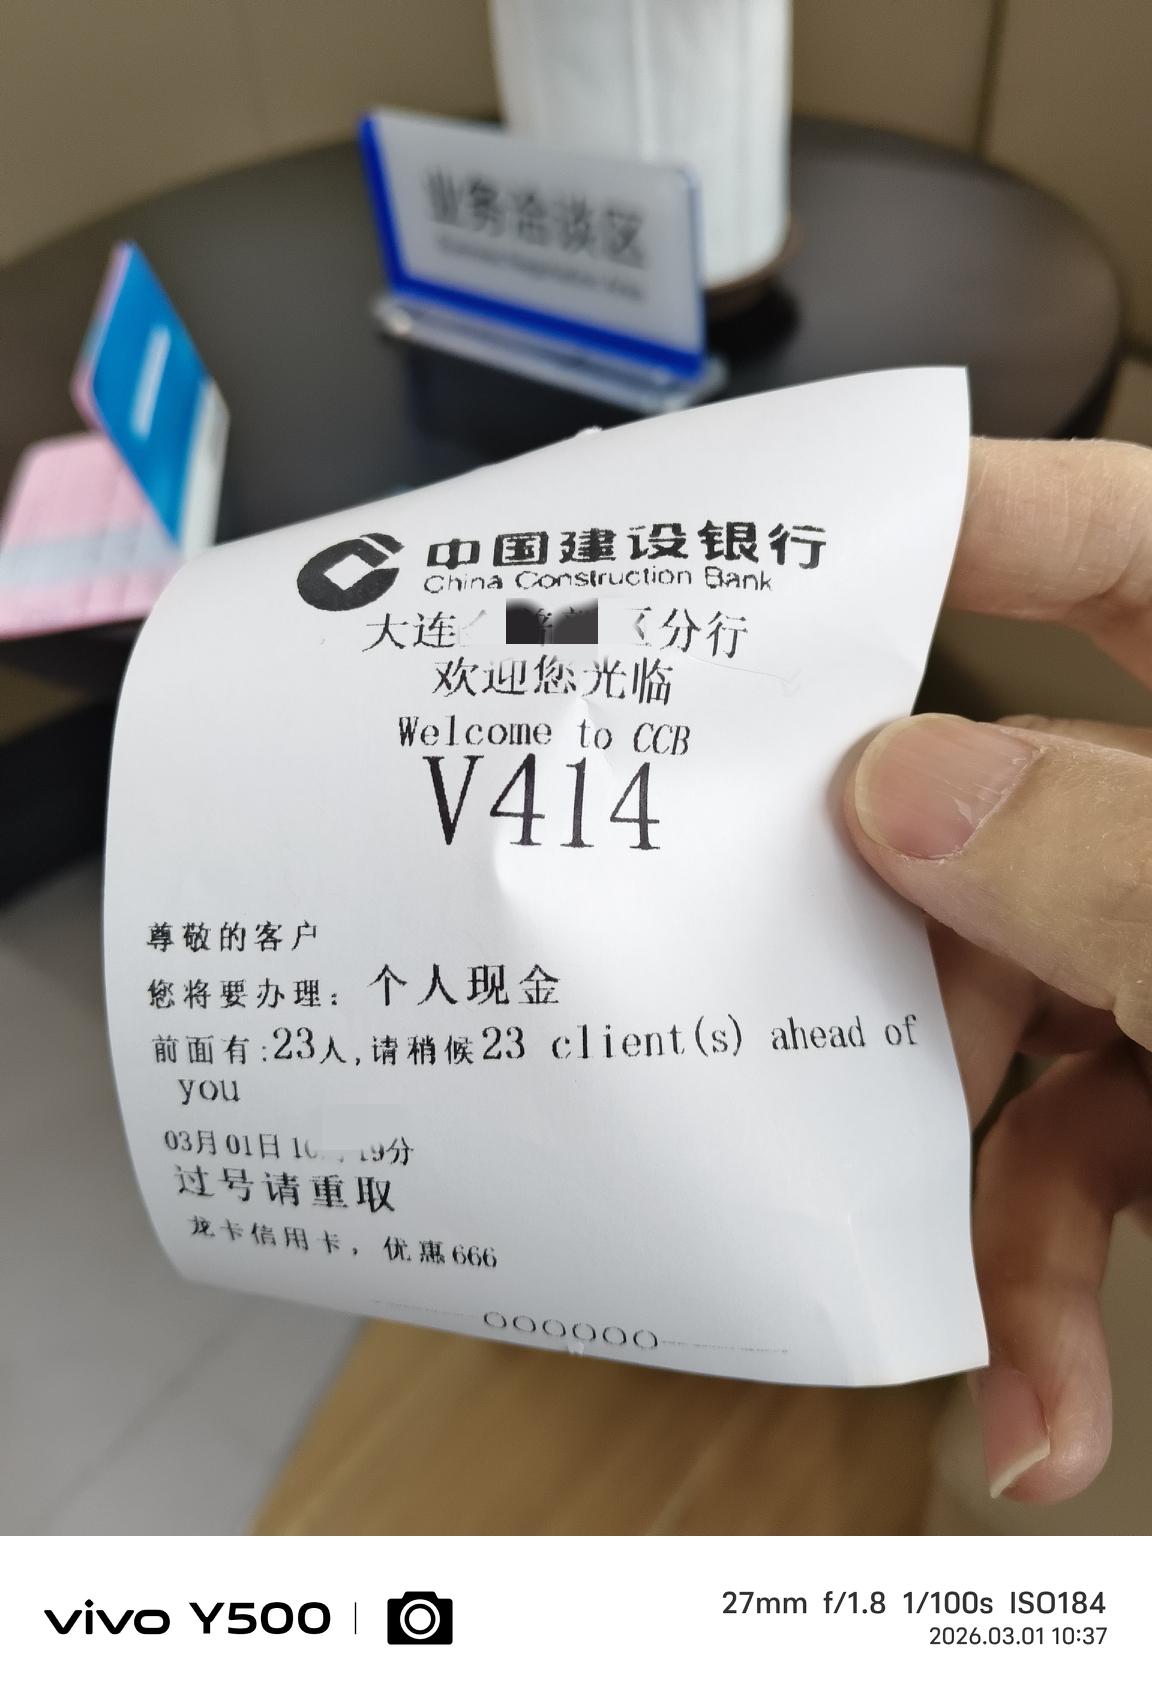 业务洽谈区
中国建设银行
China Construction Bank
大连 区分行
欢迎您光临
Welcome to CCB
V414
尊敬的客户
您将要办理：个人现金
前面有:23人,请稍候23 client(s) ahead of
you
03月01日 19分
过号请重取
龙卡信用卡，优惠666
OOOOOO
vivo Y500
27mm f/1.8 1/100s ISO184
2026.03.01 10:37